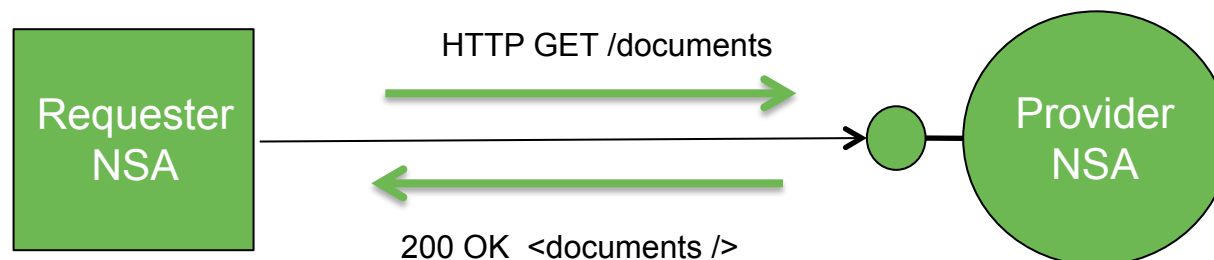 HTTP GET /documents
Requester
NSA
Provider
NSA
200 OK  <documents />